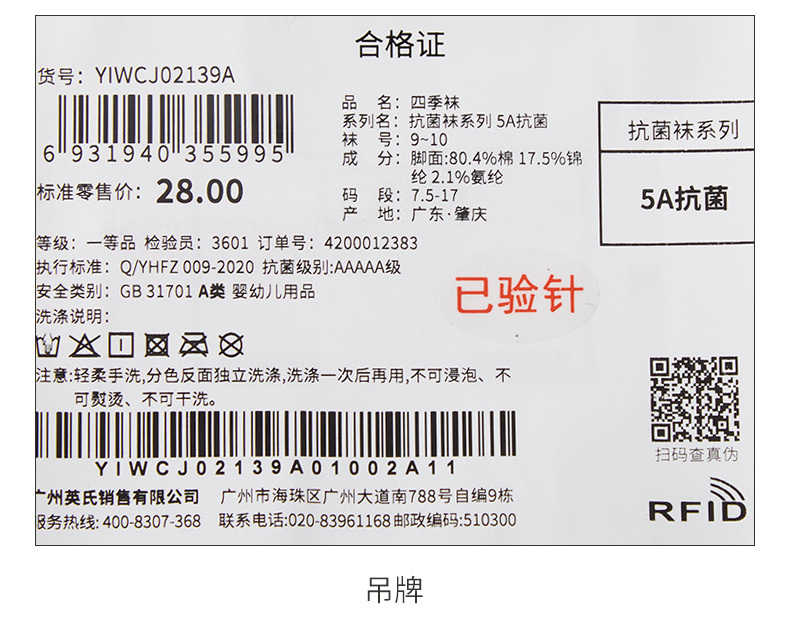 合格证
货号：YIWCJ02139A
6 931940 355995
标准零售价：28.00
品 名：四季袜
系列名：抗菌袜系列 5A抗菌
袜 号：9~10
成 分：脚面:80.4%棉 17.5%锦
纶 2.1%氨纶
码 段：7.5-17
产 地：广东·肇庆
抗菌袜系列
5A抗菌
等级：一等品 检验员：3601 订单号：4200012383
执行标准：Q/YHFZ 009-2020 抗菌级别:AAAAA级
安全类别：GB 31701 A类 婴幼儿用品
已验针
洗涤说明：
注意:轻柔手洗,分色反面独立洗涤,洗涤一次后再用,不可浸泡、不
可熨烫、不可干洗。
YIWCJ02139A01002A11
扫码查真伪
广州英氏销售有限公司 广州市海珠区广州大道南788号自编9栋
服务热线: 400-8307-368 联系电话:020-83961168 邮政编码:510300
RFID
吊牌